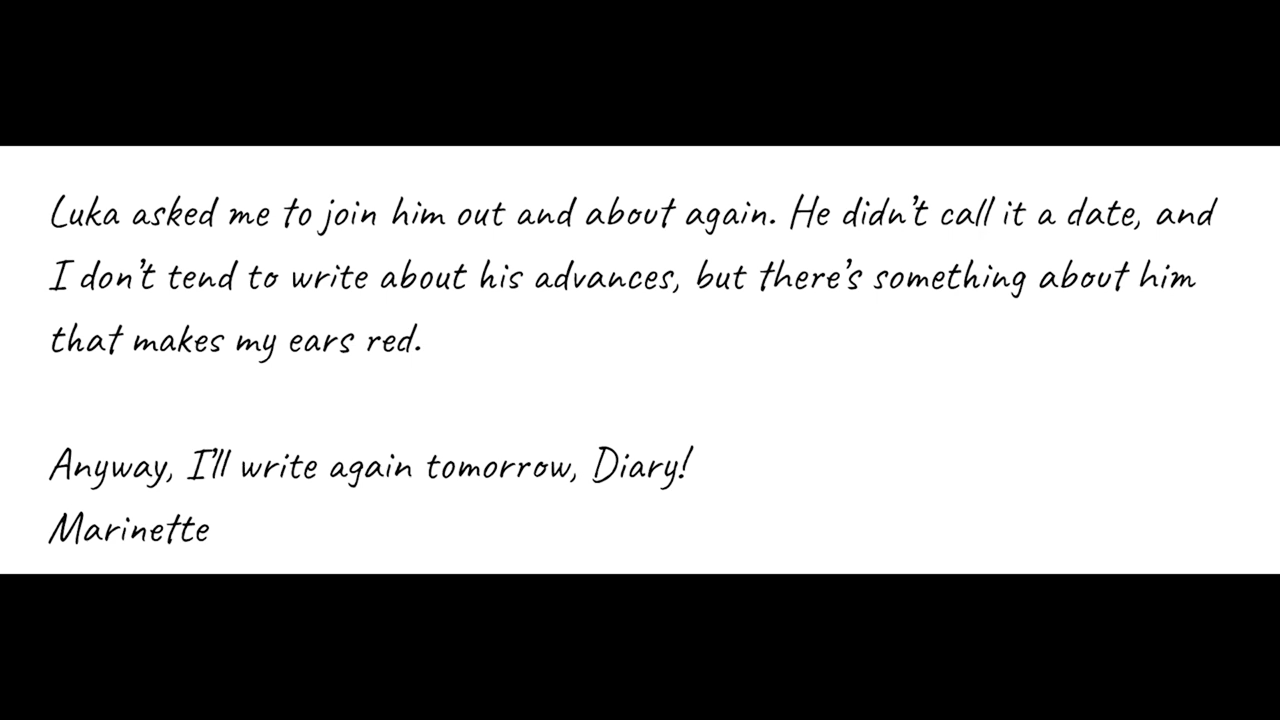 Luka asked me to join him out and about again. He didn't call it a date, and
I don't tend to write about his advances, but there's something about him
that makes my ears red.
Anyway, I'll write again tomorrow, Diary!
Marinette